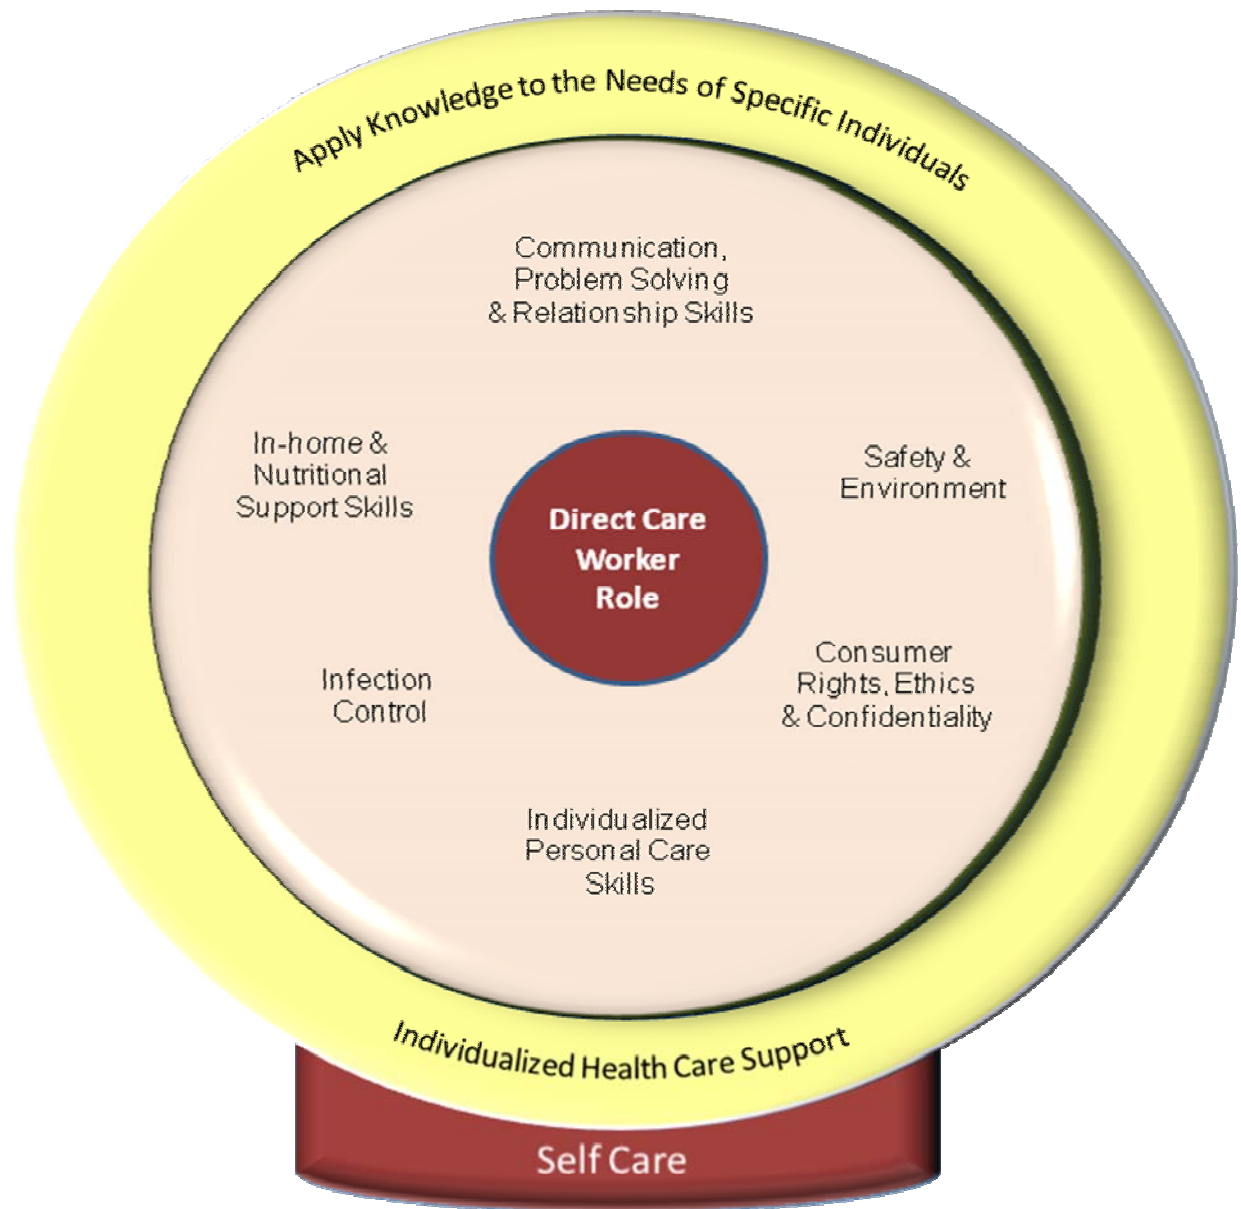 Apply Knowledge to the Needs of Specific Individuals
Communication,
Problem Solving
& Relationship Skills
In-home &
Nutritional
Support Skills
Safety &
Environment
Direct Care
Worker
Role
Infection
Control
Consumer
Rights, Ethics
& Confidentiality
Individualized
Personal Care
Skills
Individualized Health Care Support
Self Care